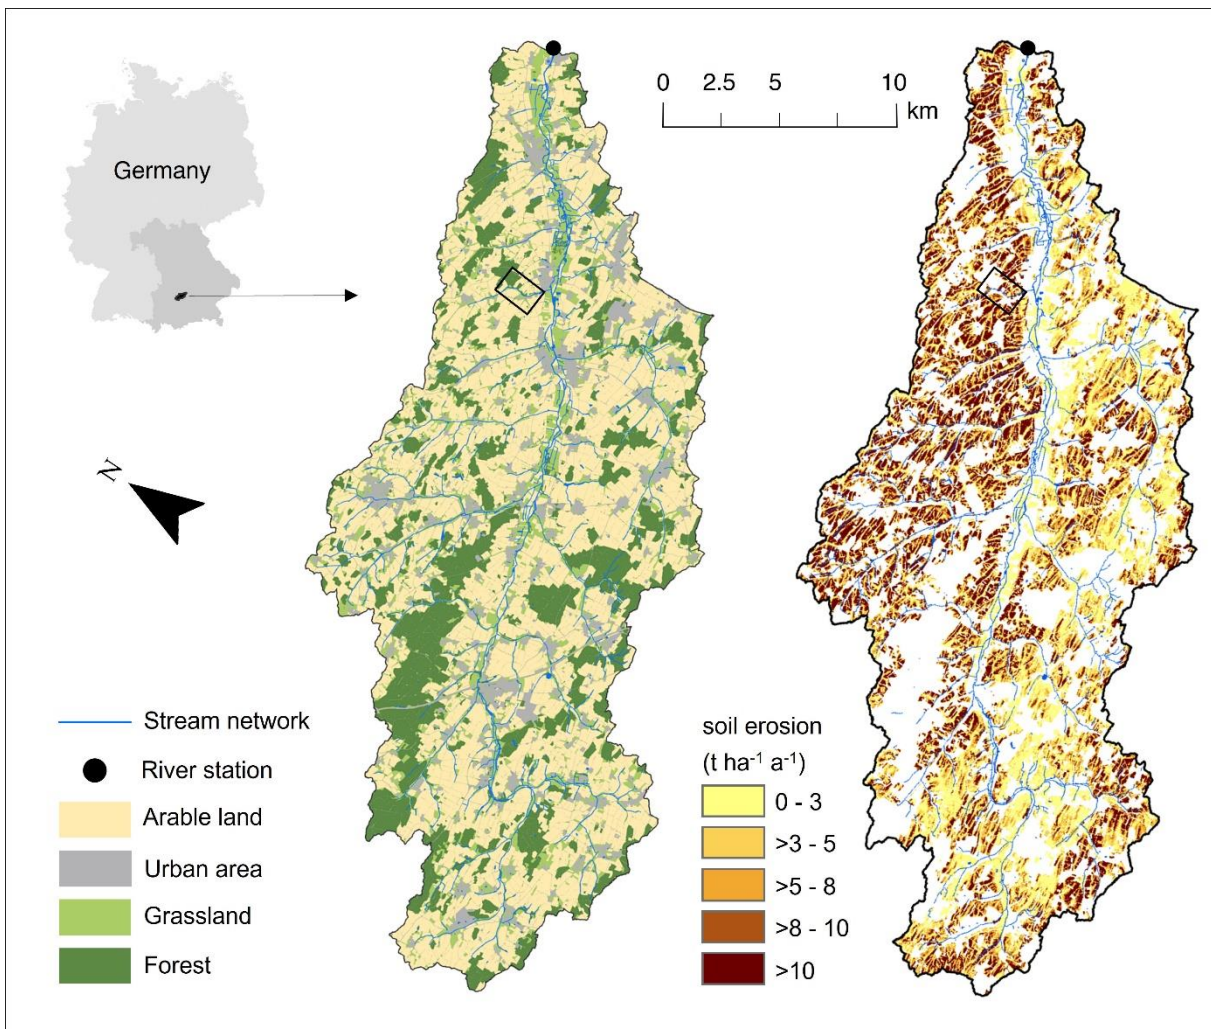 Germany
0 2.5 5 10
km
N
Stream network
River station
Arable land
Urban area
Grassland
Forest
soil erosion
(t ha⁻¹ a⁻¹)
0 - 3
>3 - 5
>5 - 8
>8 - 10
>10